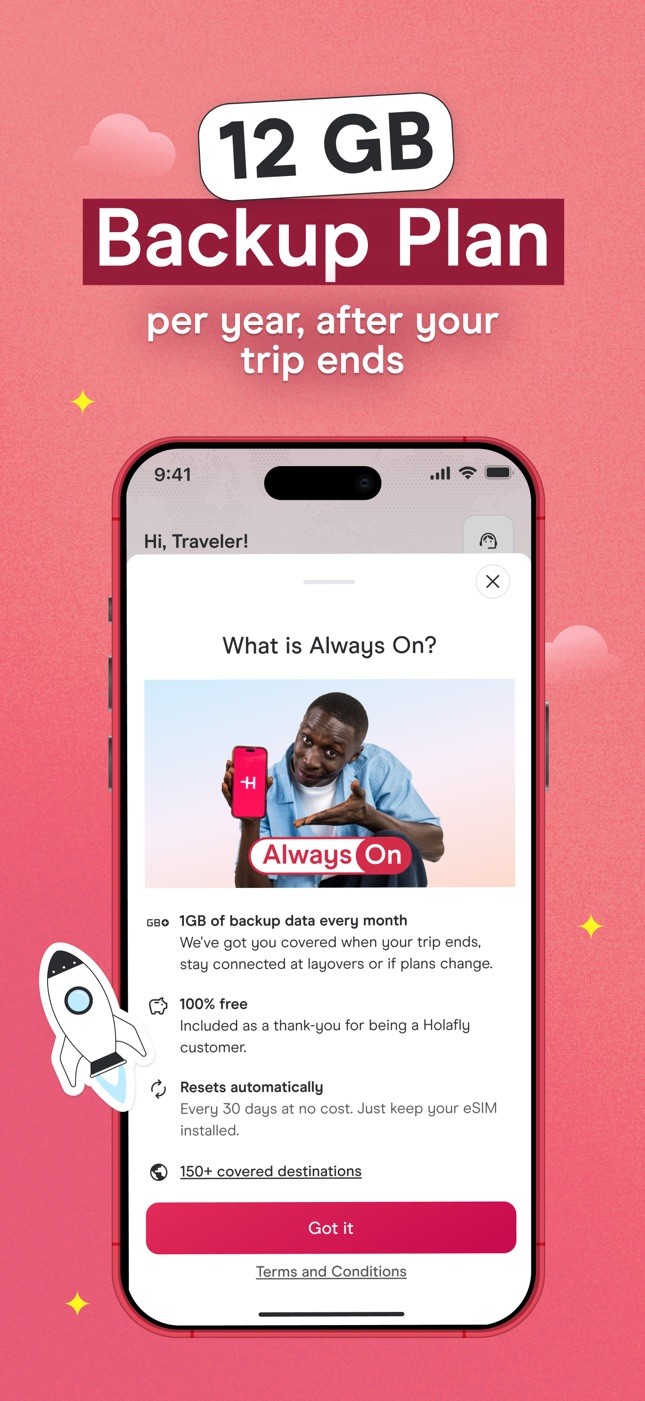 12 GB
Backup Plan
per year, after your
trip ends
9:41
Hi, Traveler!
What is Always On?
H
Always On
GB
1GB of backup data every month
We've got you covered when your trip ends,
stay connected at layovers or if plans change.
100% free
Included as a thank-you for being a Holafly
customer.
Resets automatically
Every 30 days at no cost. Just keep your eSIM
installed.
150+ covered destinations
Got it
Terms and Conditions